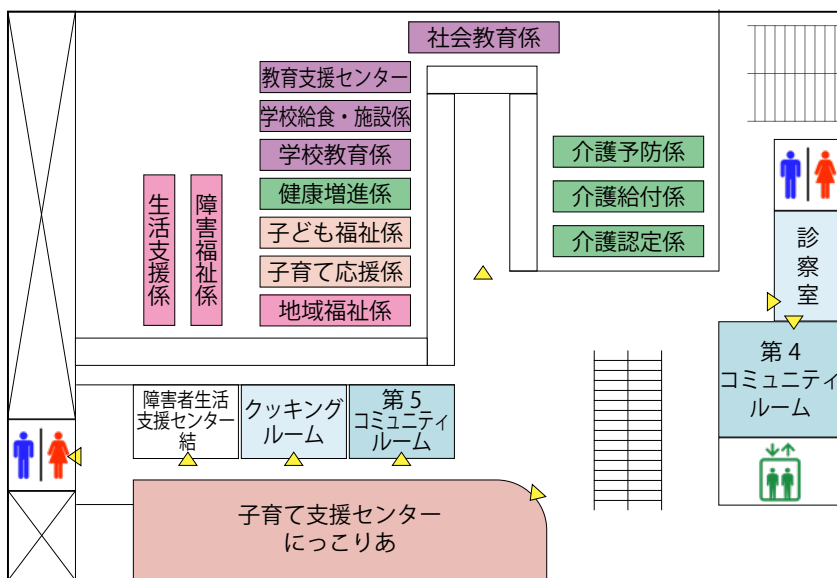 社会教育係
教育支援センター
学校給食・施設係
学校教育係
健康増進係
子ども福祉係
子育て応援係
地域福祉係
生活支援係
障害福祉係
介護予防係
介護給付係
介護認定係
診察室
第4
コミュニティ
ルーム
障害者生活
支援センター
結
クッキング
ルーム
第5
コミュニティ
ルーム
子育て支援センター
にっこりあ